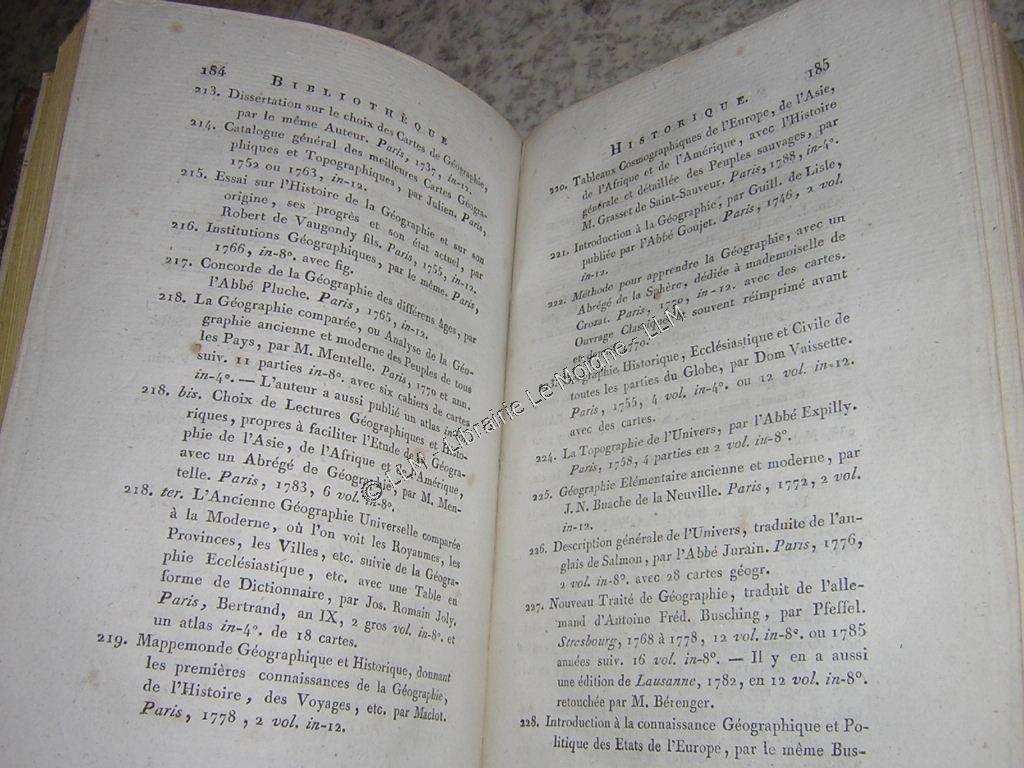 184
BIBLIOTHÈQUE
213. Dissertation sur le choix des Cartes de Géographie,
par le même Auteur. Paris, 1737, in-12.
214. Catalogue général des meilleures Cartes Géogra-
phiques et Topographiques, par Julien. Paris,
1752 ou 1763, in-12.
215. Essai sur l'Histoire de la Géographie et sur son
origine, ses progrès et son état actuel, par
Robert de Vaugondy fils. Paris, 1755, in-12.
216. Institutions Géographiques, par le même. Paris,
1766, in-8°. avec fig.
217. Concorde de la Géographie des différens âges, par
l'Abbé Pluche. Paris, 1765, in-12.
218. La Géographie comparée, ou Analyse de la Géo-
graphie ancienne et moderne des Peuples de tous
les Pays, par M. Mentelle. Paris, 1770 et ann.
suiv. 11 parties in-8°. avec six cahiers de cartes
in-4°. — L'auteur a aussi publié un atlas
218. bis. Choix de Lectures Géographiques et Histo-
riques, propres à faciliter l'Etude de la Géogra-
phie de l'Asie, de l'Afrique et de l'Amérique,
avec un Abrégé de Géographie, par M. Men-
telle. Paris, 1783, 6 vol. in-8°.
218. ter. L'Ancienne Géographie Universelle comparée
à la Moderne, où l'on voit les Royaumes, les
Provinces, les Villes, etc. suivie de la Géogra-
phie Ecclésiastique, etc. avec une Table en
forme de Dictionnaire, par Jos. Romain Joly.
Paris, Bertrand, an IX, 2 gros vol. in-8°. et
un atlas in-4°. de 18 cartes.
219. Mappemonde Géographique et Historique, donnant
les premières connaissances de la Géographie,
de l'Histoire, des Voyages, etc. par Maclot.
Paris, 1778, 2 vol. in-12.
185
HISTORIQUE.
220. Tableaux Cosmographiques de l'Europe, de l'Asie,
de l'Afrique et de l'Amérique, avec l'Histoire
générale et détaillée des Peuples sauvages, par
M. Grasset de Saint-Sauveur. Paris, 1788, in-4°.
221. Introduction à la Géographie, par Guill. de Lisle,
publiée par l'Abbé Goujet. Paris, 1746, 2 vol.
in-12.
222. Méthode pour apprendre la Géographie, avec un
Abrégé de la Sphère, dédiée à mademoiselle de
Crozat. Paris, 1770, in-12. avec des cartes.
Ouvrage Classique, souvent réimprimé avant
1770.
Historique, Ecclésiastique et Civile de
toutes les parties du Globe, par Dom Vaissette.
Paris, 1755, 4 vol. in-4°. ou 12 vol. in-12.
avec des cartes.
224. La Topographie de l'Univers, par l'Abbé Expilly.
Paris, 1758, 4 parties en 2 vol. in-8°.
225. Géographie Elémentaire ancienne et moderne, par
J. N. Buache de la Neuville. Paris, 1772, 2 vol.
in-12.
226. Description générale de l'Univers, traduite de l'an-
glais de Salmon, par l'Abbé Jurain. Paris, 1776,
2 vol. in-8°. avec 28 cartes géogr.
227. Nouveau Traité de Géographie, traduit de l'alle-
mand d'Antoine Fréd. Busching, par Pfeffel.
Strasbourg, 1768 à 1778, 12 vol. in-8°. ou 1785
années suiv. 16 vol. in-8°. — Il y en a aussi
une édition de Lausanne, 1782, en 12 vol. in-8°.
retouchée par M. Bérenger.
228. Introduction à la connaissance Géographique et Po-
litique des Etats de l'Europe, par le même Bus-
© LLM - Librairie Le Molène - LLM